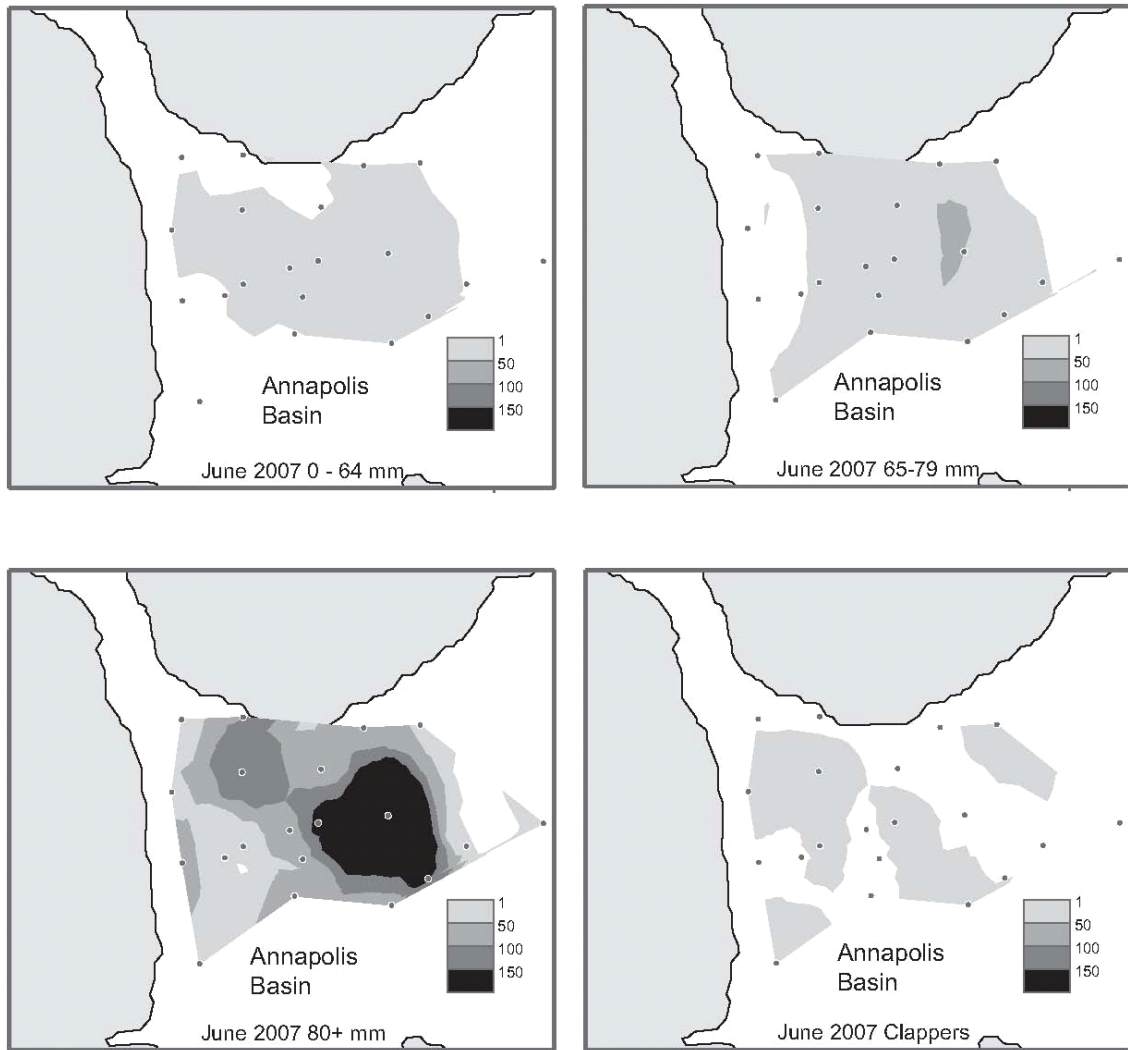 1
50
100
150
Annapolis
Basin
June 2007 0 - 64 mm
1
50
100
150
Annapolis
Basin
June 2007 65-79 mm
1
50
100
150
Annapolis
Basin
June 2007 80+ mm
1
50
100
150
Annapolis
Basin
June 2007 Clappers